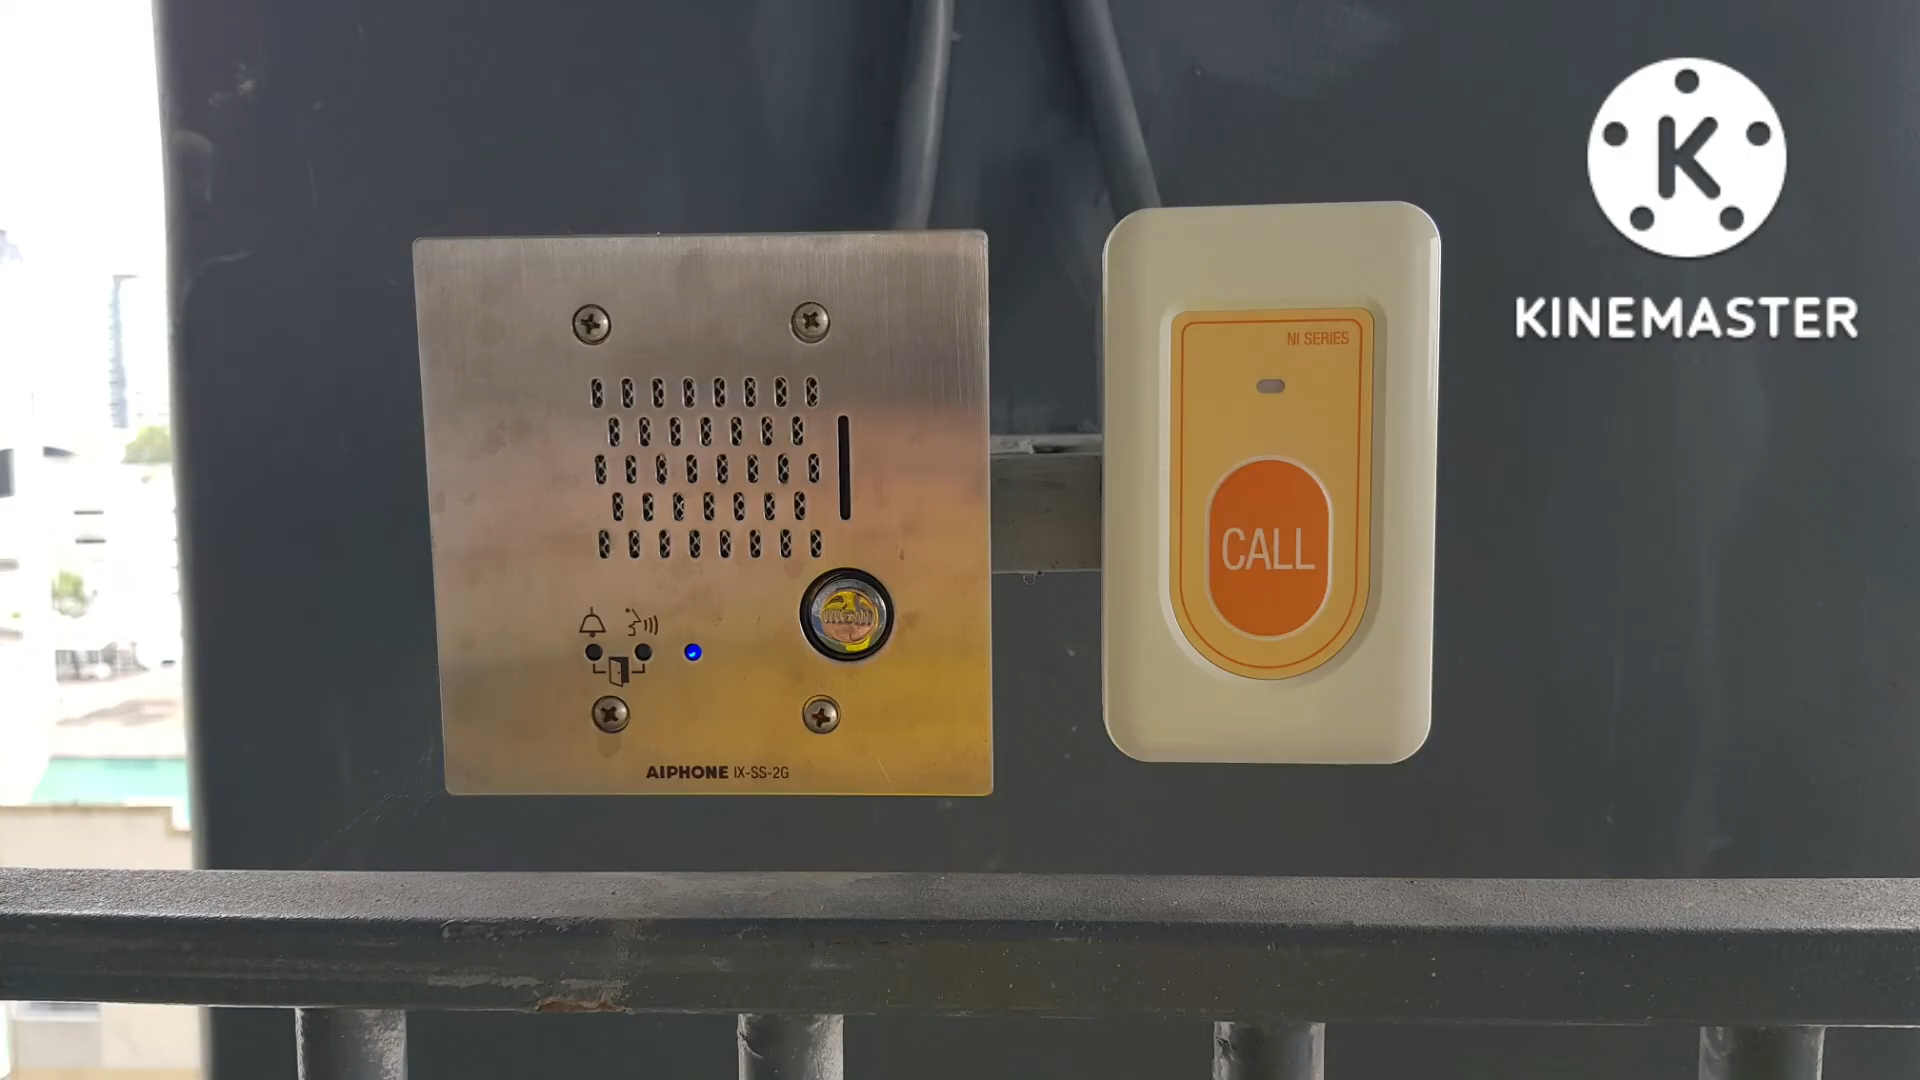 NI SERIES
CALL
AIPHONE IX-SS-2G
K
KINEMASTER